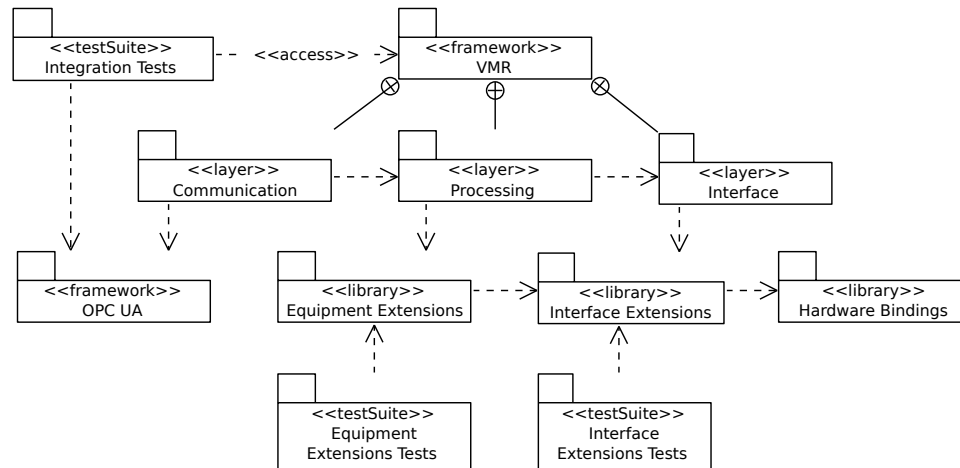 <<testSuite>>
Integration Tests
<<access>>
<<framework>>
VMR
<<layer>>
Communication
<<layer>>
Processing
<<layer>>
Interface
<<framework>>
OPC UA
<<library>>
Equipment Extensions
<<library>>
Interface Extensions
<<library>>
Hardware Bindings
<<testSuite>>
Equipment
Extensions Tests
<<testSuite>>
Interface
Extensions Tests